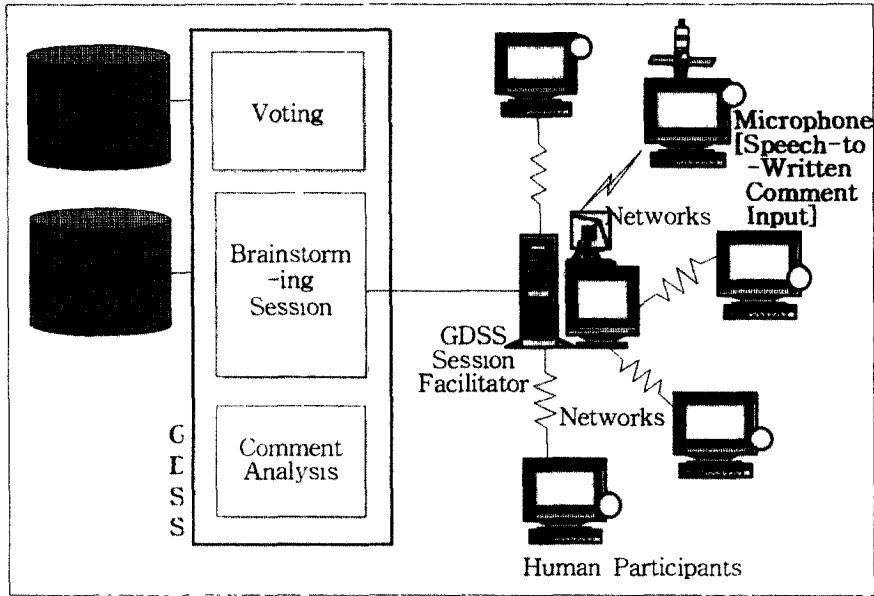 Voting
Brainstorm
-ing
Session
Comment
Analysis
G
D
S
S
Microphone
[Speech-to
-Written
Comment
Input]
Networks
GDSS
Session
Facilitator
Networks
Human Participants